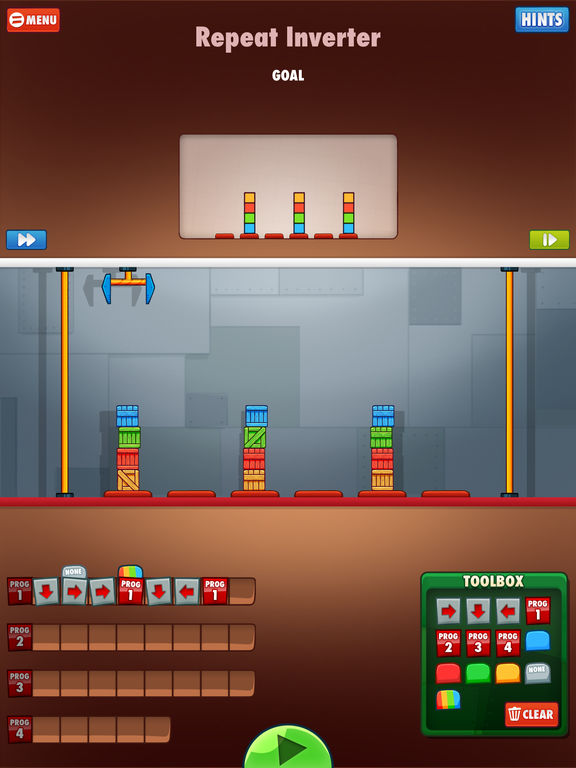 MENU
HINTS
Repeat Inverter
GOAL
NONE
PROG 1
PROG 1
PROG 1
PROG 2
PROG 3
PROG 4
TOOLBOX
PROG 1
PROG 2
PROG 3
PROG 4
NONE
CLEAR